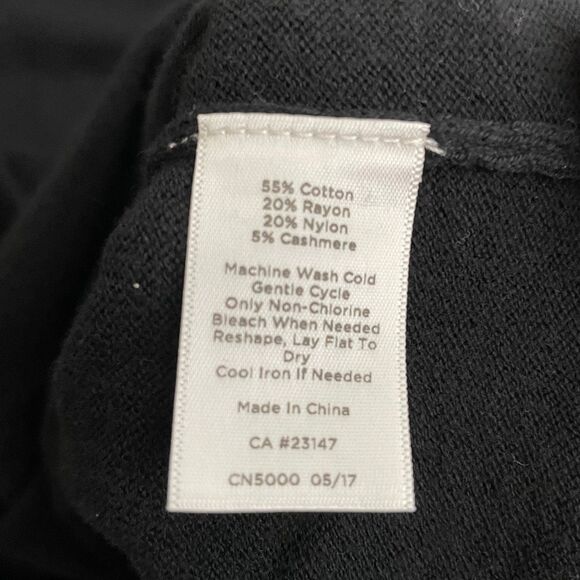 55% Cotton
20% Rayon
20% Nylon
5% Cashmere
Machine Wash Cold
Gentle Cycle
Only Non-Chlorine
Bleach When Needed
Reshape, Lay Flat To
Dry
Cool Iron If Needed
Made In China
CA #23147
CN5000 05/17